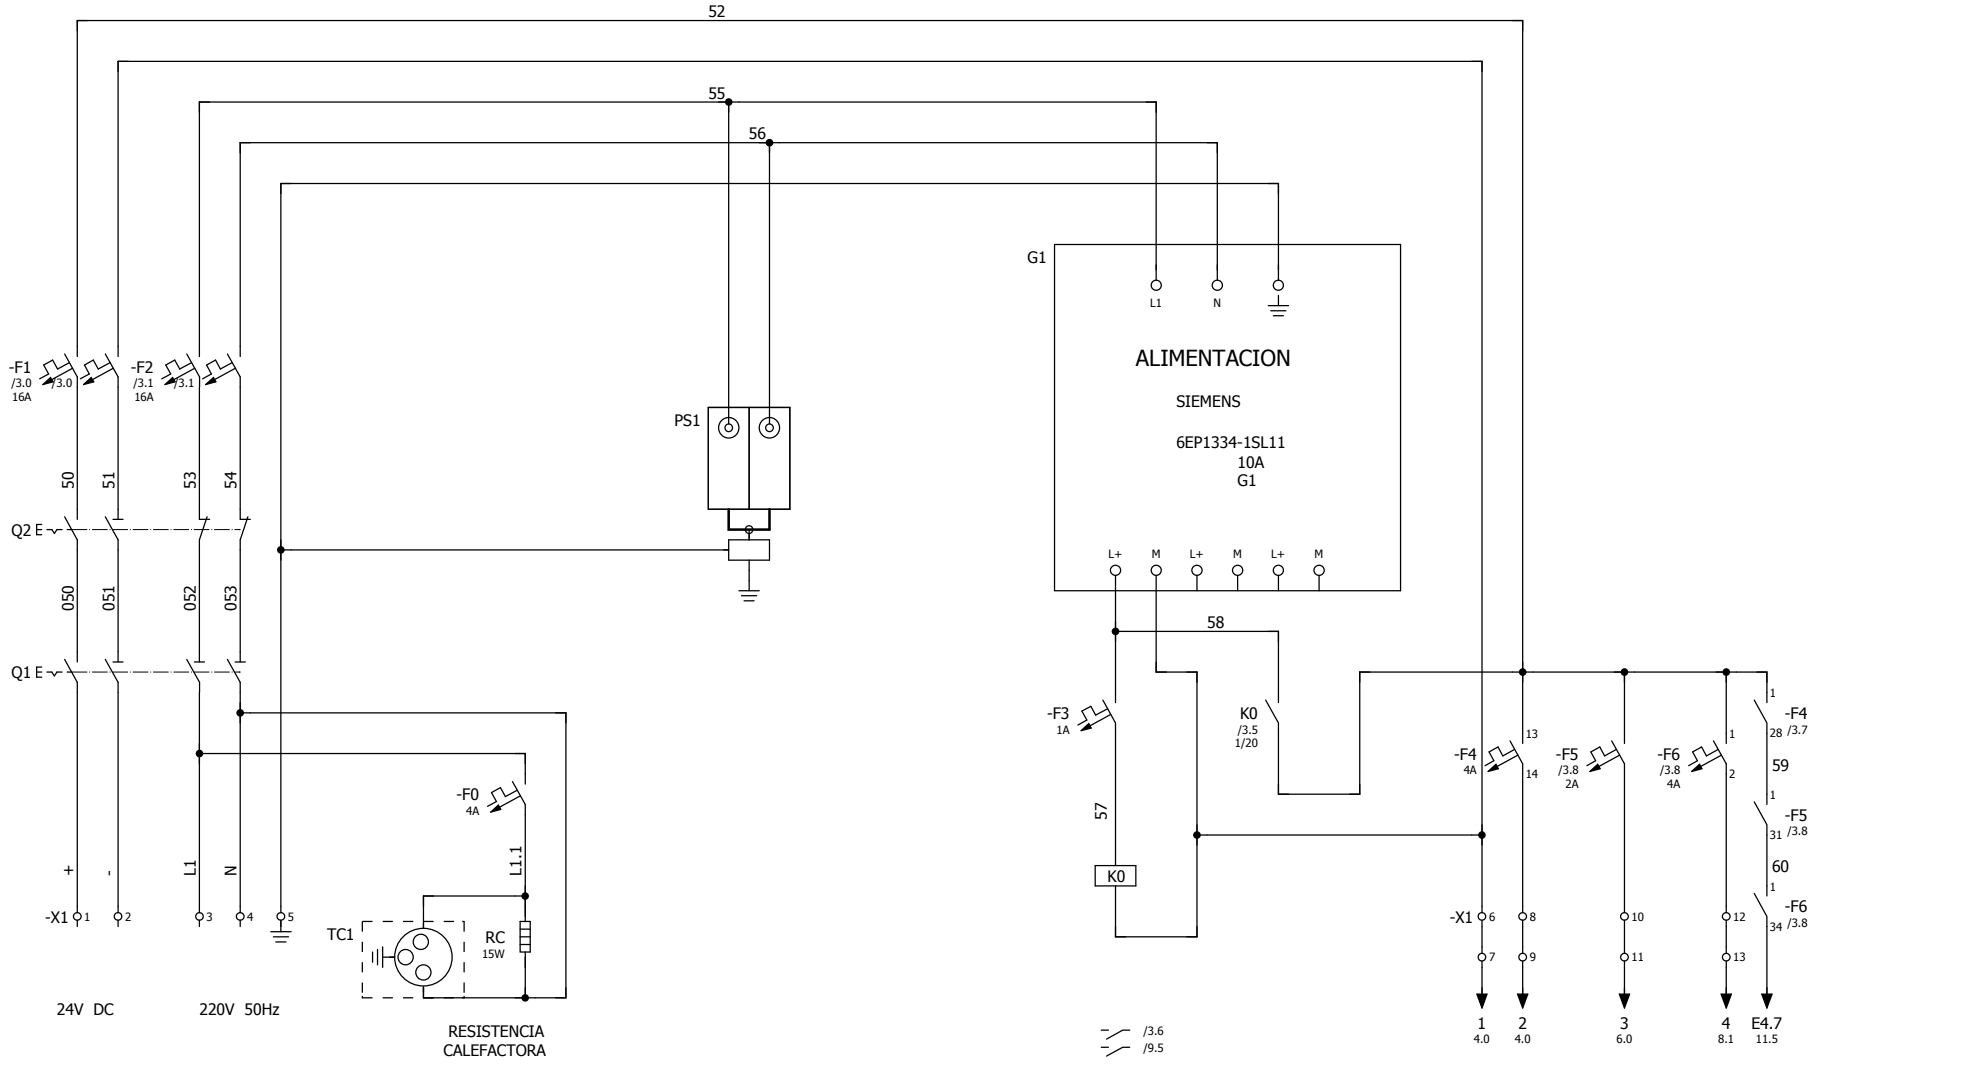 52
55
56
G1
L1
N
ALIMENTACION
SIEMENS
6EP1334-1SL11
10A
G1
L+
M
L+
M
L+
M
-F1
/3.0
16A
/3.0
-F2
/3.1
16A
/3.1
PS1
50
51
53
54
Q2
E
050
051
052
053
Q1
E
58
-F3
1A
K0
/3.5
1/20
57
K0
-F0
4A
L1.1
+
-
L1
N
-X1
1
2
3
4
5
TC1
RC
15W
24V DC
220V 50Hz
RESISTENCIA
CALEFACTORA
/3.6
/9.5
-F4
4A
13
14
-F5
/3.8
2A
-F6
/3.8
4A
1
2
1
-F4
28
/3.7
59
1
-F5
31
/3.8
60
1
-F6
34
/3.8
-X1
6
8
10
12
7
9
11
13
1
2
3
4
E4.7
4.0
4.0
6.0
8.1
11.5